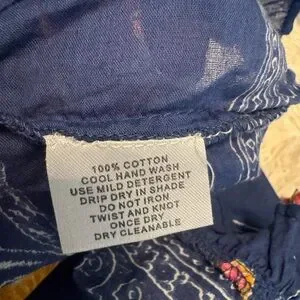 100% COTTON
COOL HAND WASH
USE MILD DETERGENT
DRIP DRY IN SHADE
DO NOT IRON
TWIST AND KNOT
ONCE DRY
DRY CLEANABLE